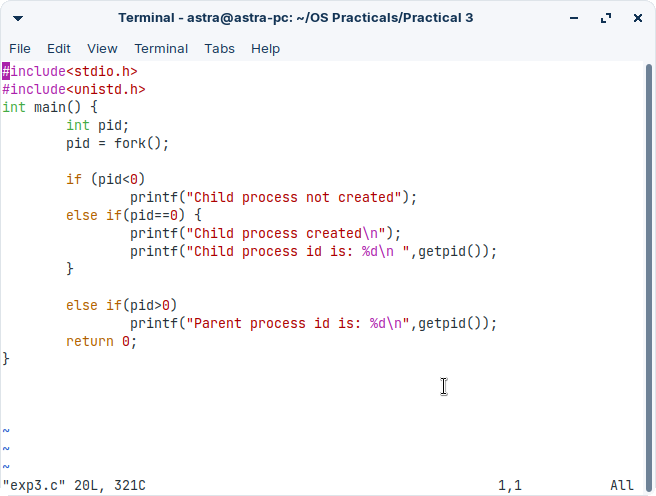 Terminal - astra@astra-pc: ~/OS Practicals/Practical 3
File Edit View Terminal Tabs Help
#include<stdio.h>
#include<unistd.h>
int main() {
        int pid;
        pid = fork();

        if (pid<0)
                printf("Child process not created");
        else if(pid==0) {
                printf("Child process created\n");
                printf("Child process id is: %d\n ",getpid());
        }

        else if(pid>0)
                printf("Parent process id is: %d\n",getpid());
        return 0;
}
~
~
~
"exp3.c" 20L, 321C 1,1 All